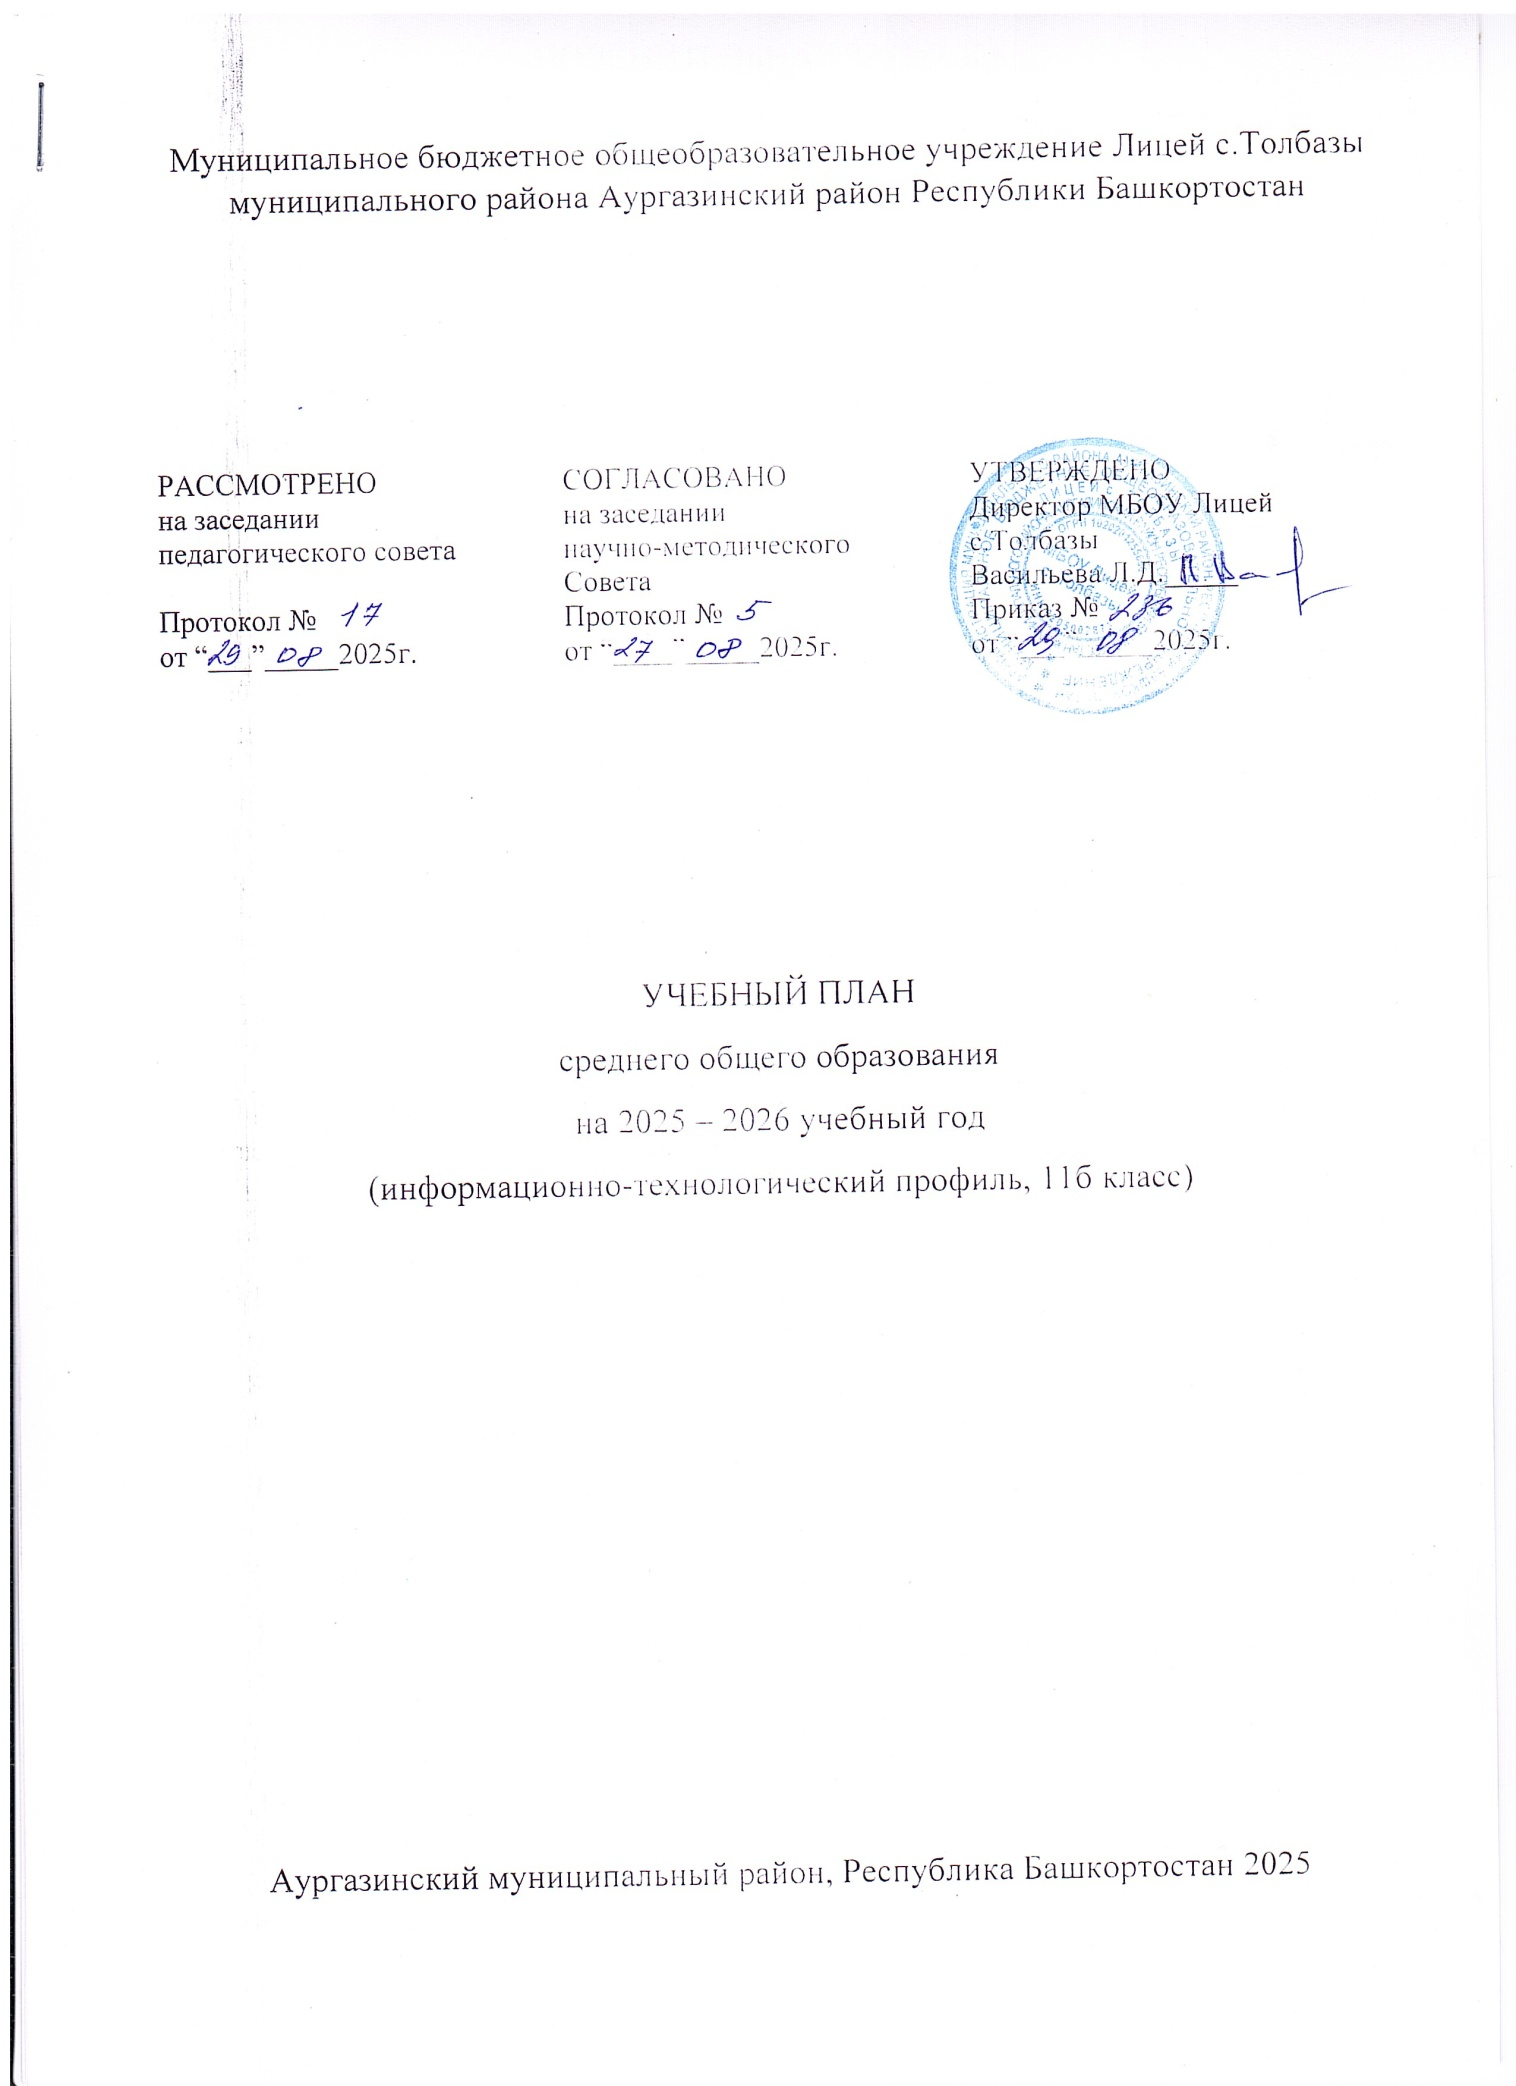 Муниципальное бюджетное общеобразовательное учреждение Лицей с.Толбазы
муниципального района Аургазинский район Республики Башкортостан
РАССМОТРЕНО
на заседании
педагогического совета
Протокол № 17
от “29” 08 2025г.
СОГЛАСОВАНО
на заседании
научно-методического
Совета
Протокол № 5
от “27” 08 2025г.
УТВЕРЖДЕНО
Директор МБОУ Лицей
с.Толбазы
Васильева Л.Д.
Приказ № 236
от “29” 08 2025г.
УЧЕБНЫЙ ПЛАН
среднего общего образования
на 2025 – 2026 учебный год
(информационно-технологический профиль, 11б класс)
Аургазинский муниципальный район, Республика Башкортостан 2025